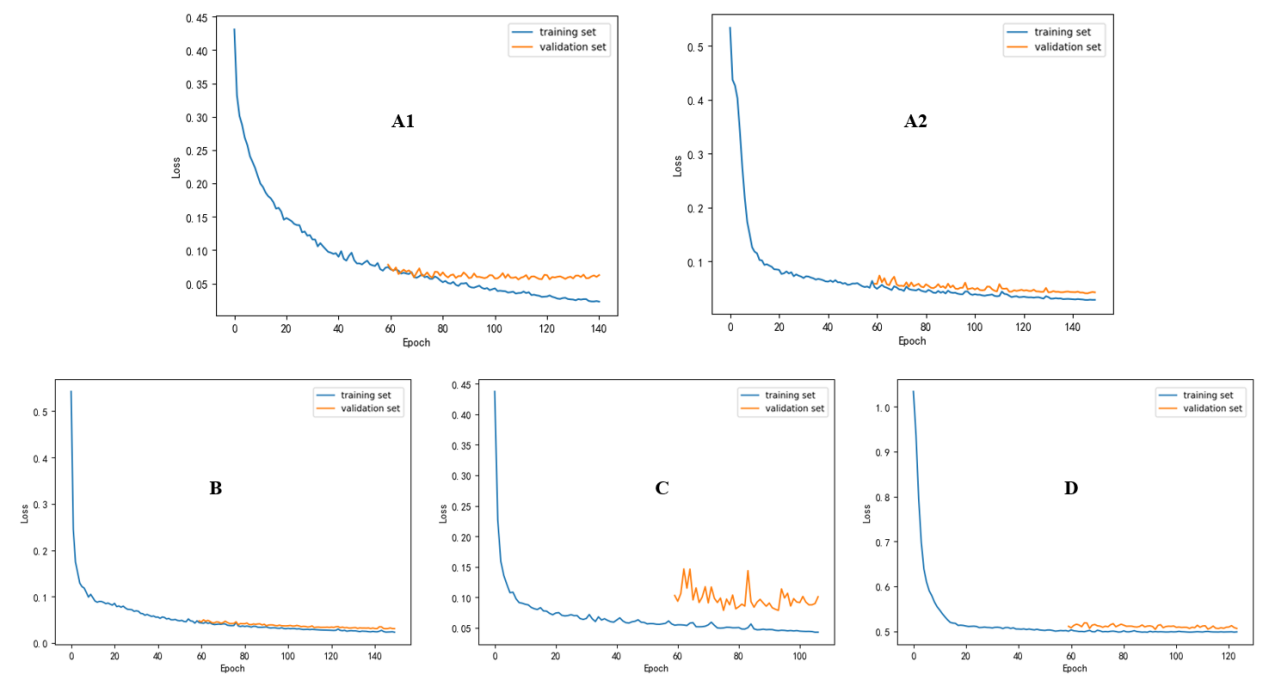 0.45
0.40
0.35
0.30
0.25
0.20
0.15
0.10
0.05
Loss
training set
validation set
A1
0 20 40 60 80 100 120 140
Epoch
0.5
0.4
0.3
0.2
0.1
Loss
training set
validation set
A2
0 20 40 60 80 100 120 140
Epoch
0.5
0.4
0.3
0.2
0.1
0.0
Loss
training set
validation set
B
0 20 40 60 80 100 120 140
Epoch
0.45
0.40
0.35
0.30
0.25
0.20
0.15
0.10
0.05
Loss
training set
validation set
C
0 20 40 60 80 100
Epoch
1.0
0.9
0.8
0.7
0.6
0.5
Loss
training set
validation set
D
0 20 40 60 80 100 120
Epoch